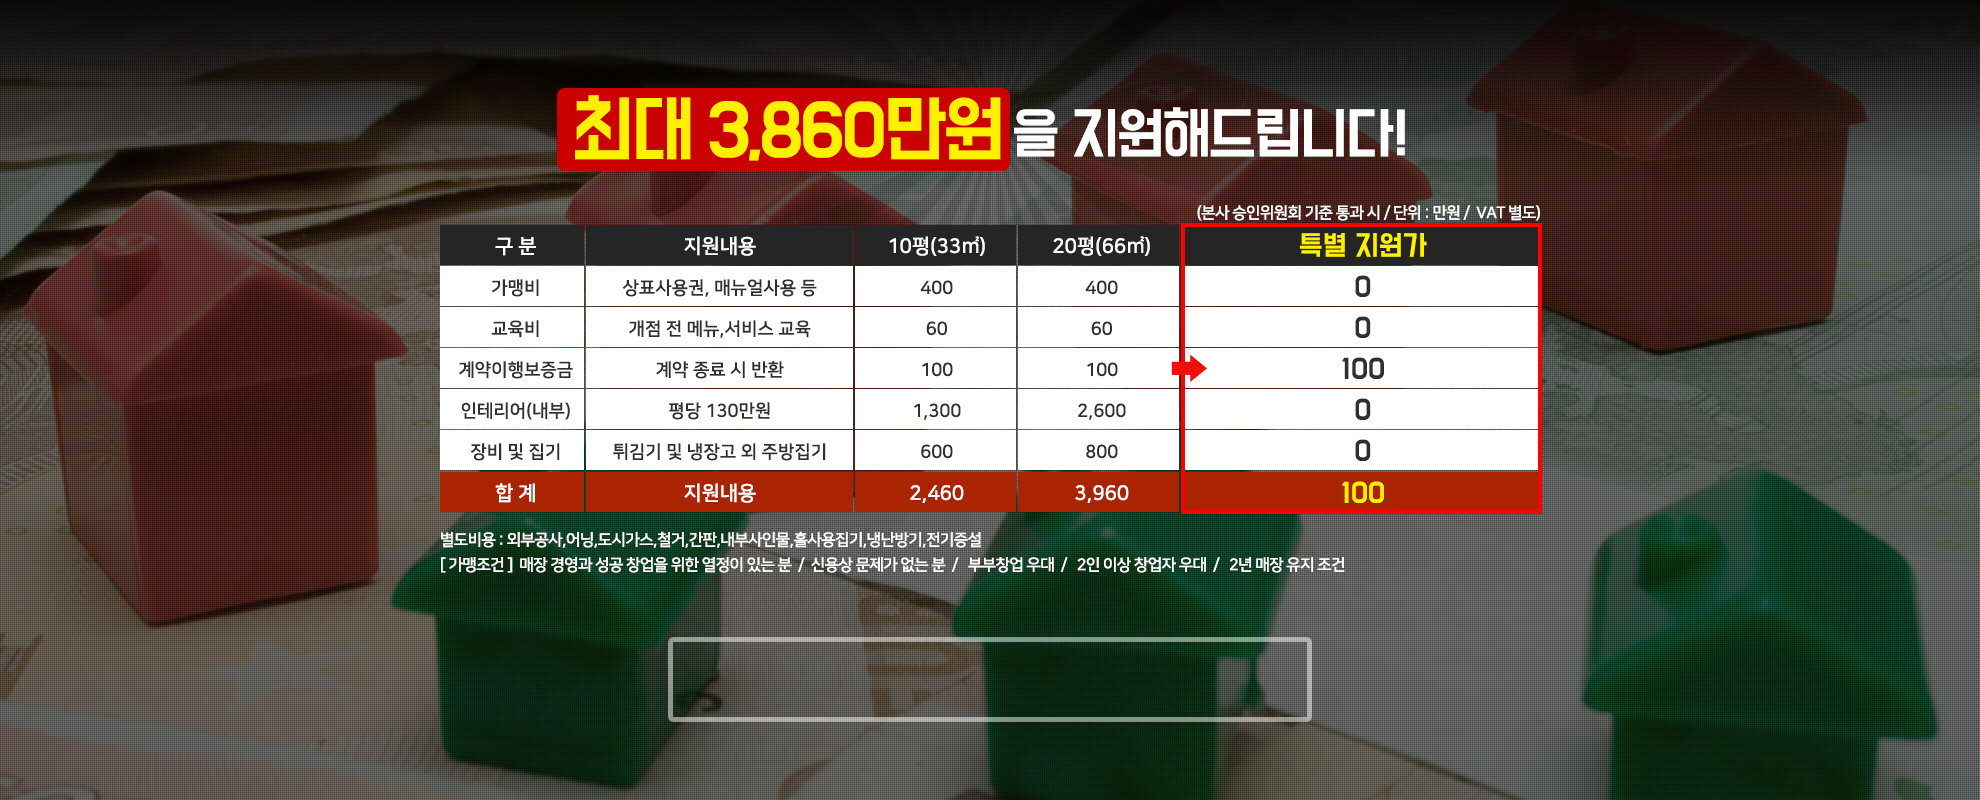 최대 3,860만원을 지원해드립니다!
(본사 승인위원회 기준 통과 시 / 단위 : 만원 / VAT 별도)
구 분 지원내용 10평(33㎡) 20평(66㎡) 특별 지원가
가맹비 상표사용권, 매뉴얼사용 등 400 400 0
교육비 개점 전 메뉴,서비스 교육 60 60 0
계약이행보증금 계약 종료 시 반환 100 100 100
인테리어(내부) 평당 130만원 1,300 2,600 0
장비 및 집기 튀김기 및 냉장고 외 주방집기 600 800 0
합 계 지원내용 2,460 3,960 100
별도비용 : 외부공사,어닝,도시가스,철거,간판,내부사인물,홀사용집기,냉난방기,전기증설
[ 가맹조건 ] 매장 경영과 성공 창업을 위한 열정이 있는 분 / 신용상 문제가 없는 분 / 부부창업 우대 / 2인 이상 창업자 우대 / 2년 매장 유지 조건